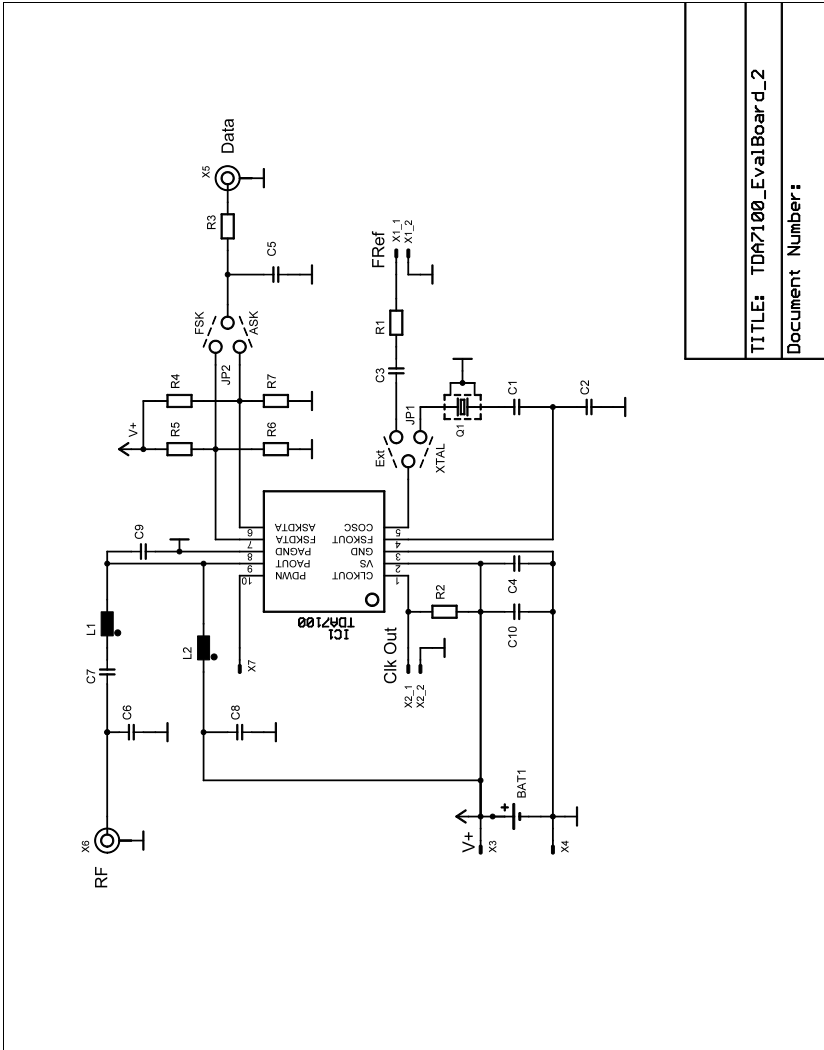 Data
X5
R3
C5
FSK
ASK
JP2
V+
R4
R5
R7
R6
FRef
X1_1
X1_2
R1
C3
Ext
JP1
XTAL
Q1
C1
C2
C9
L1
C7
C6
RF
X6
L2
C8
X7
ASKDTA
FSKDTA
PAGND
PAOUT
PDWN
6
7
8
9
10
COSC
FSKOUT
GND
VS
CLKOUT
5
4
3
2
1
IC1
TDA7100
Clk Out
X2_1
X2_2
R2
C4
C10
V+
X3
BAT1
+
X4
TITLE: TDA7100_EvalBoard_2
Document Number: